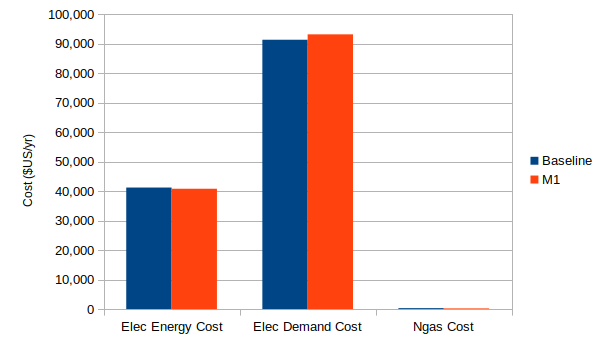 100,000
90,000
80,000
70,000
60,000
50,000
40,000
30,000
20,000
10,000
0
Cost ($US/yr)
Elec Energy Cost
Elec Demand Cost
Ngas Cost
Baseline
M1